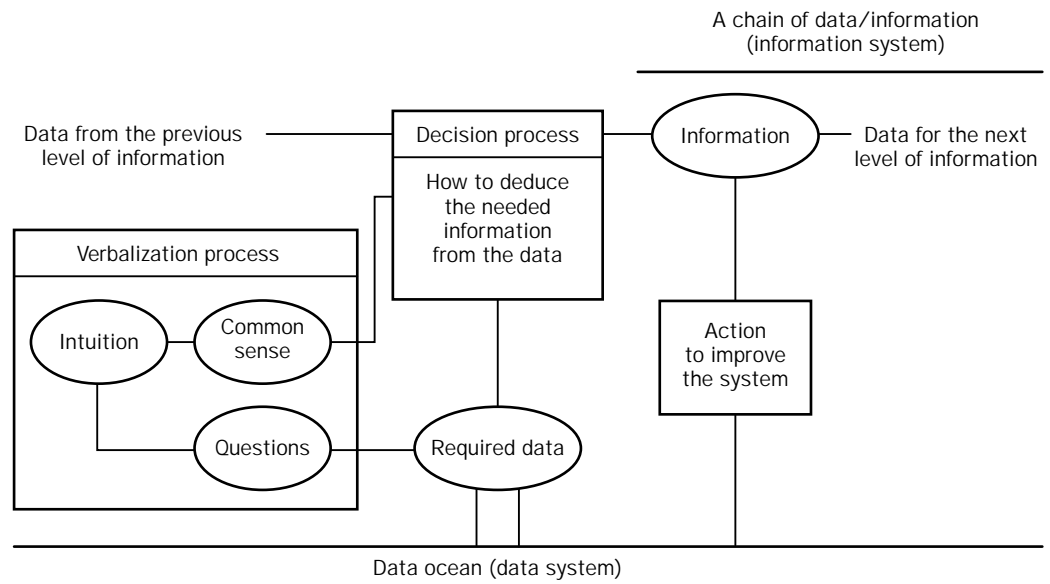 A chain of data/information
(information system)
Data from the previous
level of information
Decision process
How to deduce
the needed
information
from the data
Information
Data for the next
level of information
Verbalization process
Intuition
Common
sense
Questions
Required data
Action
to improve
the system
Data ocean (data system)